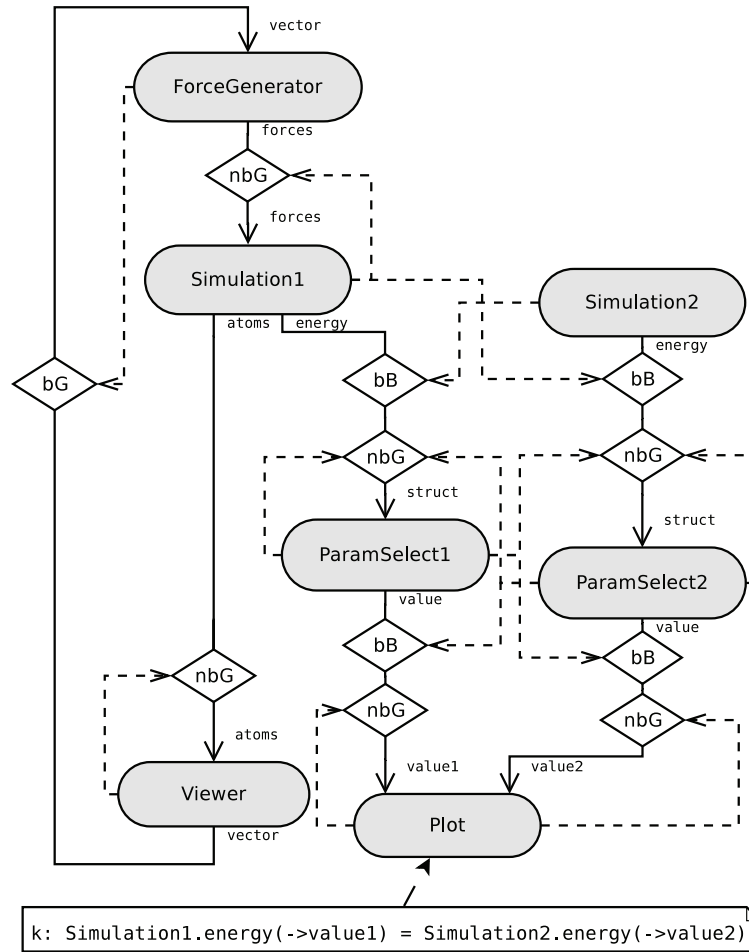 vector
ForceGenerator
forces
nbG
forces
Simulation1
Simulation2
atoms
energy
energy
bG
bB
bB
nbG
nbG
struct
struct
ParamSelect1
ParamSelect2
value
value
bB
bB
nbG
nbG
nbG
atoms
value1
value2
Viewer
Plot
vector
k: Simulation1.energy(->value1) = Simulation2.energy(->value2)